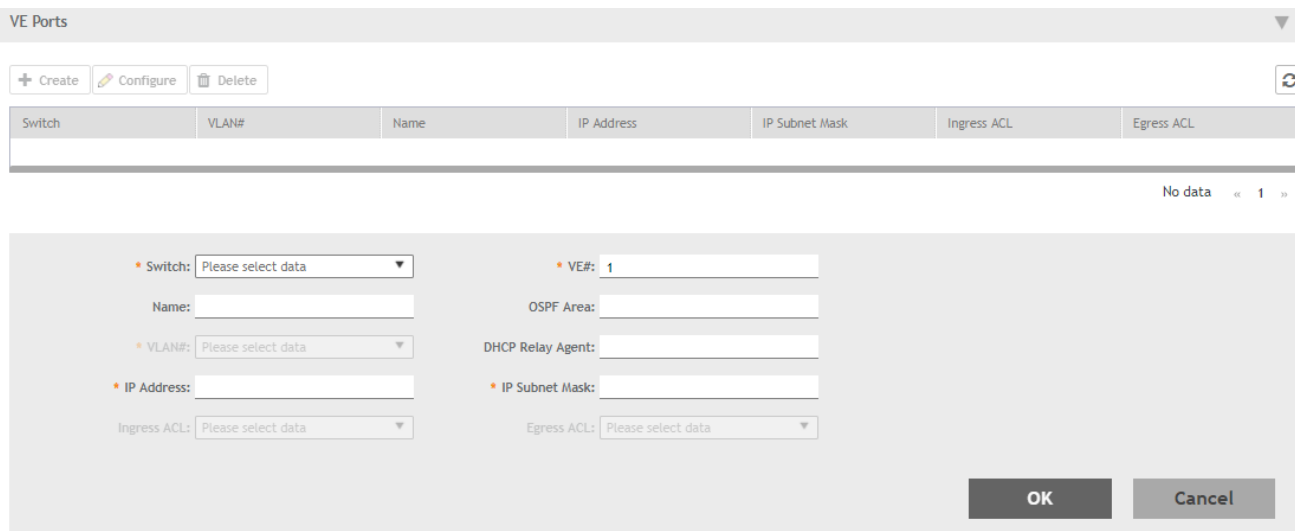 VE Ports
Create Configure Delete
Switch VLAN# Name IP Address IP Subnet Mask Ingress ACL Egress ACL
No data « 1 »
* Switch: Please select data * VE#: 1
Name: OSPF Area:
* VLAN#: Please select data DHCP Relay Agent:
* IP Address: * IP Subnet Mask:
Ingress ACL: Please select data Egress ACL: Please select data
OK Cancel